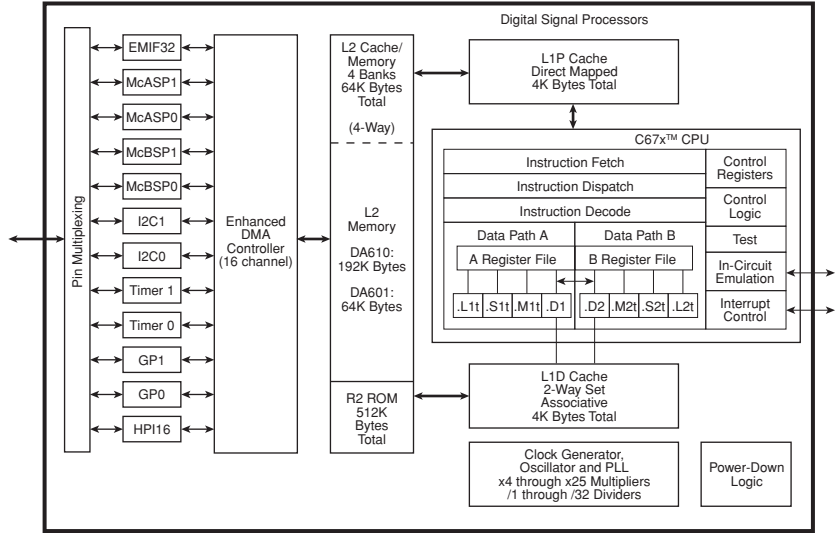 Digital Signal Processors
Pin Multiplexing
EMIF32
McASP1
McASP0
McBSP1
McBSP0
I2C1
I2C0
Timer 1
Timer 0
GP1
GP0
HPI16
Enhanced
DMA
Controller
(16 channel)
L2 Cache/
Memory
4 Banks
64K Bytes
Total
(4-Way)
L2
Memory
DA610:
192K Bytes
DA601:
64K Bytes
R2 ROM
512K
Bytes
Total
L1P Cache
Direct Mapped
4K Bytes Total
C67x™ CPU
Instruction Fetch
Instruction Dispatch
Instruction Decode
Data Path A
Data Path B
A Register File
B Register File
.L1t .S1t .M1t .D1
.D2 .M2t .S2t .L2t
Control
Registers
Control
Logic
Test
In-Circuit
Emulation
Interrupt
Control
L1D Cache
2-Way Set
Associative
4K Bytes Total
Clock Generator,
Oscillator and PLL
x4 through x25 Multipliers
/1 through /32 Dividers
Power-Down
Logic